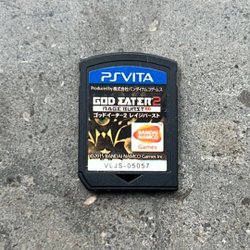 PSVITA
Produced by 株式会社バンダイナムコゲームス
GOD EATER 2
RAGE BURST
ゴッドイーター2 レイジバースト
BANDAI
NAMCO
Games
©2015 BANDAI NAMCO Games Inc.
VLJS-05057